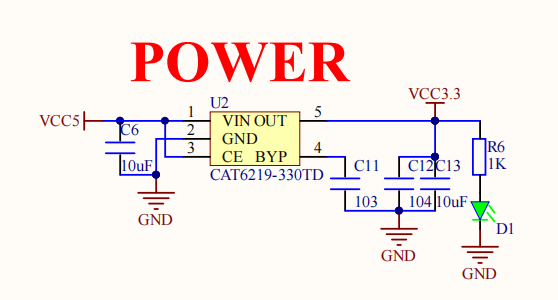 POWER
U2
VCC3.3
VCC5
1
VIN OUT
5
C6
2
GND
3
CE BYP
4
R6
1K
10uF
CAT6219-330TD
C11
C12
C13
103
104
10uF
D1
GND
GND
GND